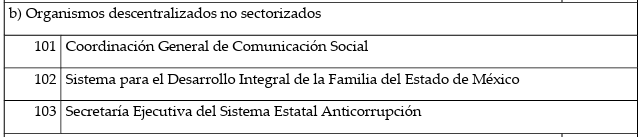 b) Organismos descentralizados no sectorizados
101 Coordinación General de Comunicación Social
102 Sistema para el Desarrollo Integral de la Familia del Estado de México
103 Secretaría Ejecutiva del Sistema Estatal Anticorrupción